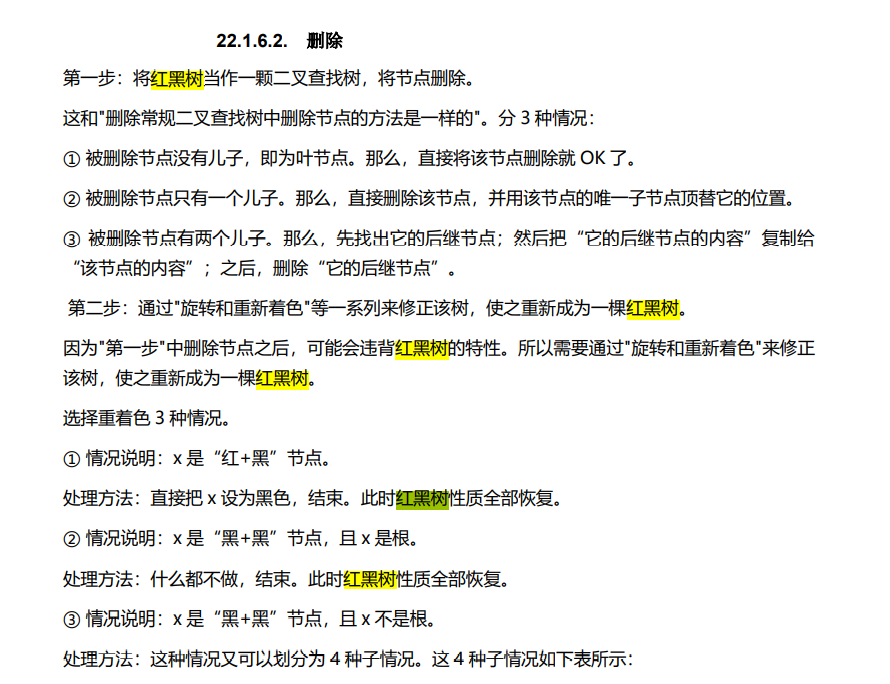 22.1.6.2. 删除
第一步：将红黑树当作一颗二叉查找树，将节点删除。
这和"删除常规二叉查找树中删除节点的方法是一样的"。分 3 种情况：
① 被删除节点没有儿子，即为叶节点。那么，直接将该节点删除就 OK 了。
② 被删除节点只有一个儿子。那么，直接删除该节点，并用该节点的唯一子节点顶替它的位置。
③ 被删除节点有两个儿子。那么，先找出它的后继节点；然后把“它的后继节点的内容”复制给
“该节点的内容”；之后，删除“它的后继节点”。
第二步：通过"旋转和重新着色"等一系列来修正该树，使之重新成为一棵红黑树。
因为"第一步"中删除节点之后，可能会违背红黑树的特性。所以需要通过"旋转和重新着色"来修正
该树，使之重新成为一棵红黑树。
选择重着色 3 种情况。
① 情况说明：x 是“红+黑”节点。
处理方法：直接把 x 设为黑色，结束。此时红黑树性质全部恢复。
② 情况说明：x 是“黑+黑”节点，且 x 是根。
处理方法：什么都不做，结束。此时红黑树性质全部恢复。
③ 情况说明：x 是“黑+黑”节点，且 x 不是根。
处理方法：这种情况又可以划分为 4 种子情况。这 4 种子情况如下表所示：